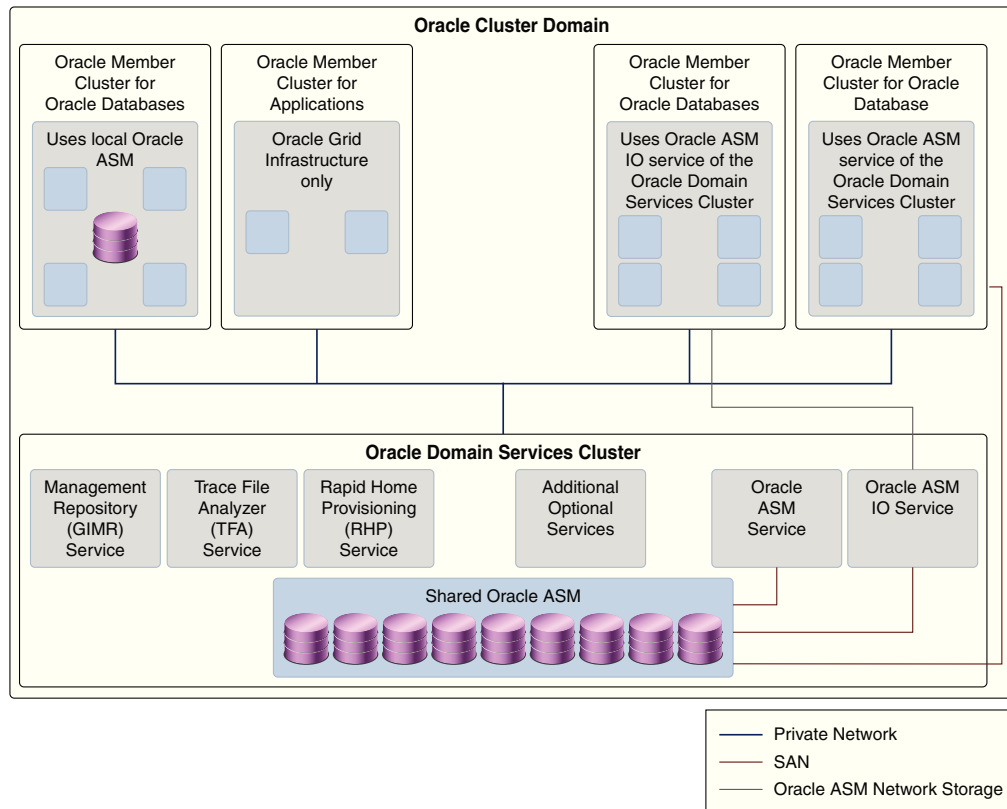 Oracle Cluster Domain
Oracle Member
Cluster for
Oracle Databases
Uses local Oracle
ASM
Oracle Member
Cluster for
Applications
Oracle Grid
Infrastructure
only
Oracle Member
Cluster for
Oracle Databases
Uses Oracle ASM
IO service of the
Oracle Domain
Services Cluster
Oracle Member
Cluster for Oracle
Database
Uses Oracle ASM
service of the
Oracle Domain
Services Cluster
Oracle Domain Services Cluster
Management
Repository
(GIMR)
Service
Trace File
Analyzer
(TFA)
Service
Rapid Home
Provisioning
(RHP)
Service
Additional
Optional
Services
Oracle
ASM
Service
Oracle ASM
IO Service
Shared Oracle ASM
Private Network
SAN
Oracle ASM Network Storage